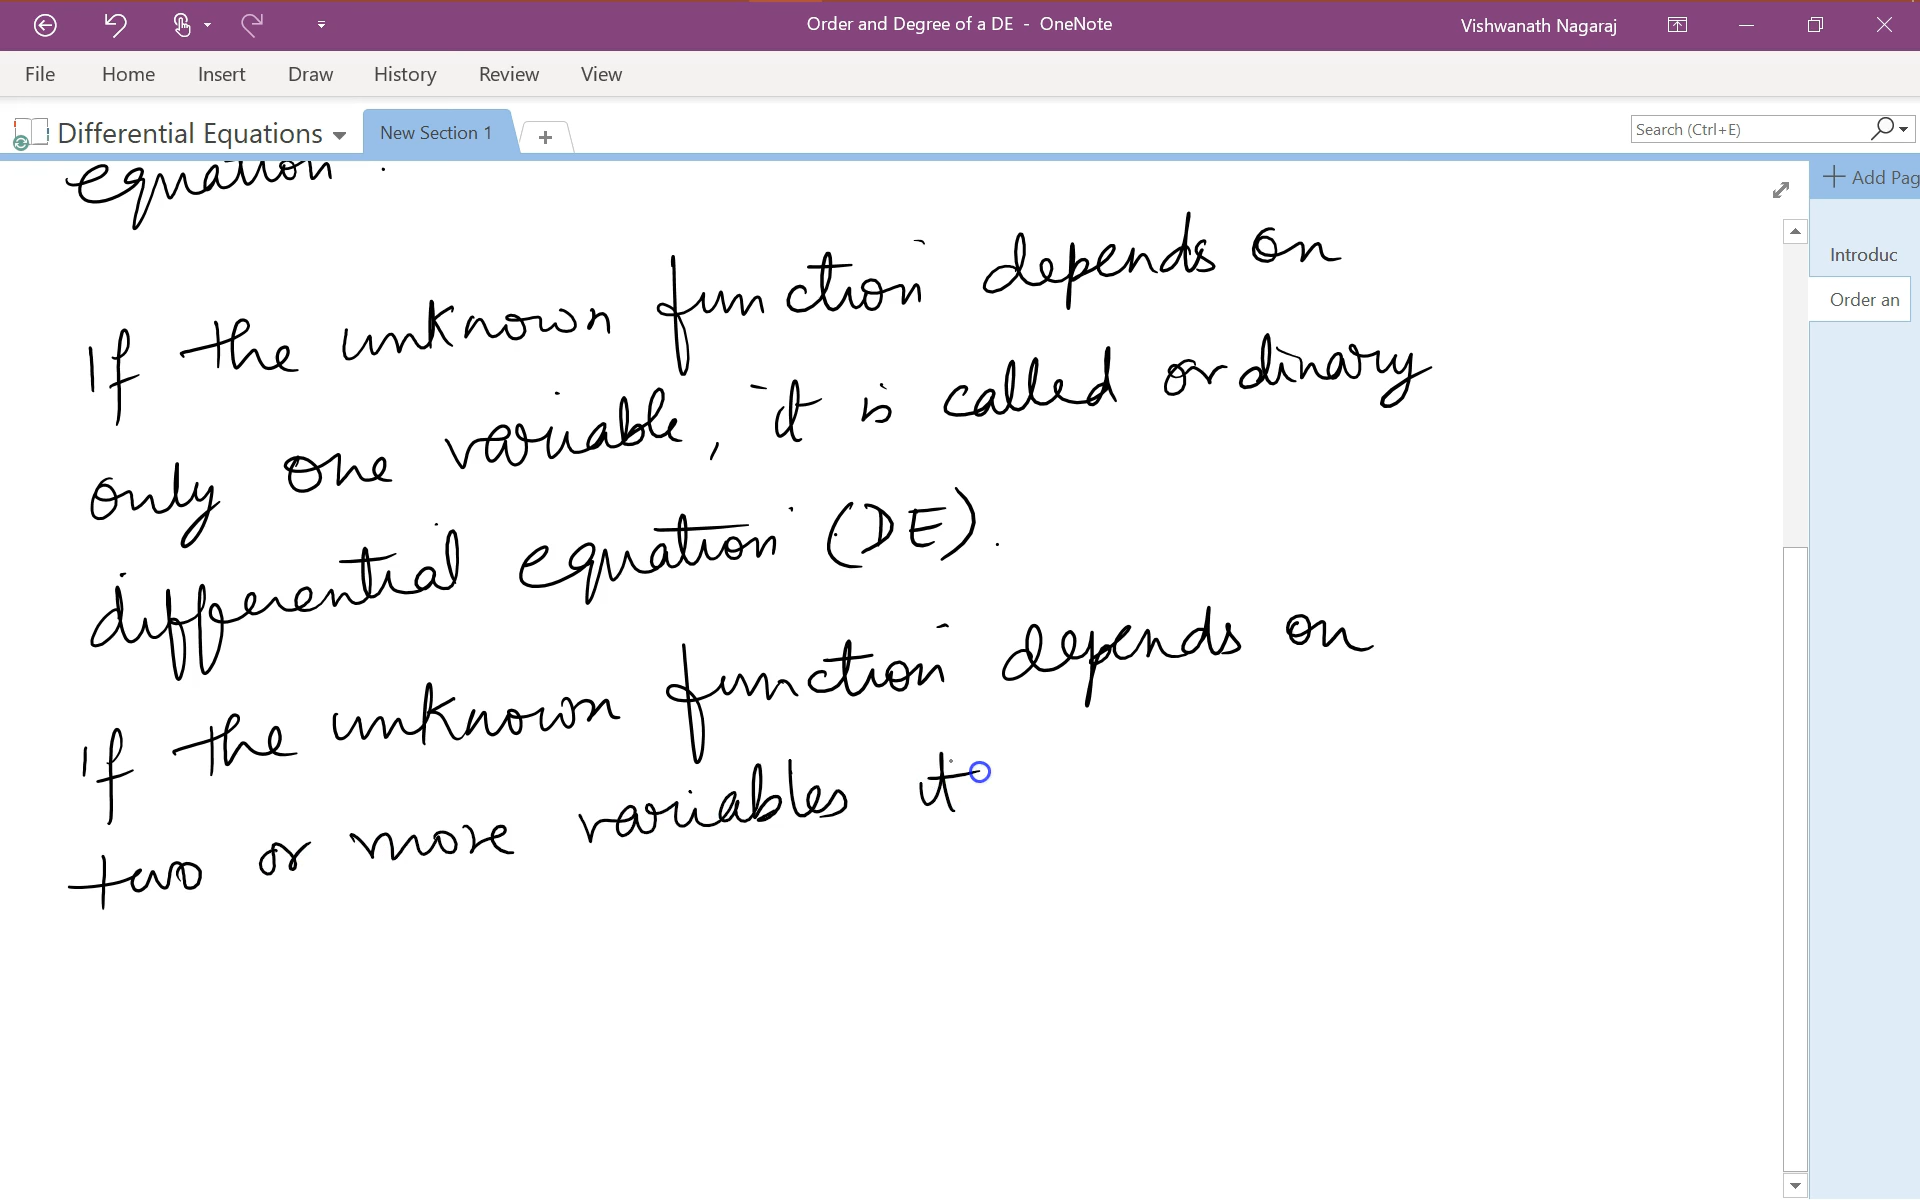 Order and Degree of a DE - OneNote
Vishwanath Nagaraj
File Home Insert Draw History Review View
Differential Equations
New Section 1
+
Search (Ctrl+E)
Add Pag
Introduc
Order an
equation.
If the unknown function depends on
only one variable, it is called ordinary
differential equation (DE).
If the unknown function depends on
two or more variables it